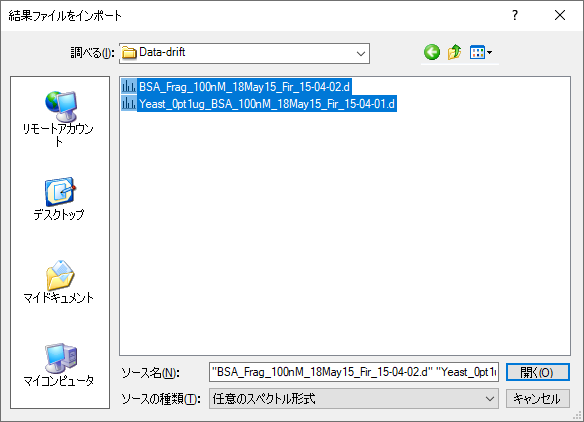 結果ファイルをインポート
調べる(I):
Data-drift
BSA_Frag_100nM_18May15_Fir_15-04-02.d
Yeast_0pt1ug_BSA_100nM_18May15_Fir_15-04-01.d
リモートアカウン
ト
デスクトップ
マイドキュメント
マイコンピュータ
ソース名(N):
"BSA_Frag_100nM_18May15_Fir_15-04-02.d" "Yeast_0pt1u
開く(O)
ソースの種類(T):
任意のスペクトル形式
キャンセル